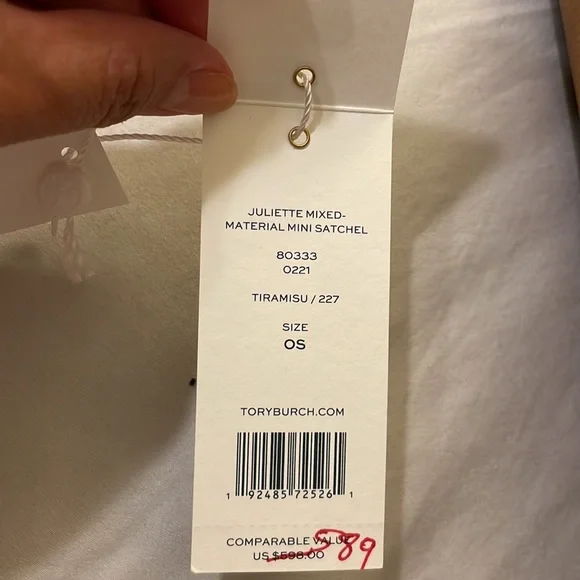 JULIETTE MIXED-
MATERIAL MINI SATCHEL
80333
0221
TIRAMISU / 227
SIZE
OS
TORYBURCH.COM
1 92485 72526 1
COMPARABLE VALUE
US $598.00
589